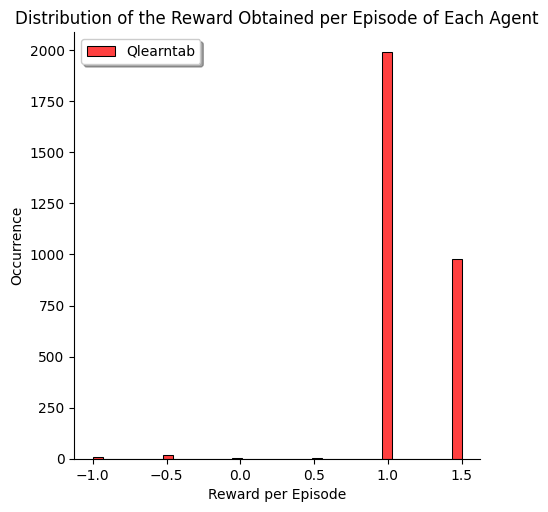 Distribution of the Reward Obtained per Episode of Each Agent
Qlearntab
2000
1750
1500
1250
1000
750
500
250
0
−1.0 −0.5 0.0 0.5 1.0 1.5
Occurrence
Reward per Episode